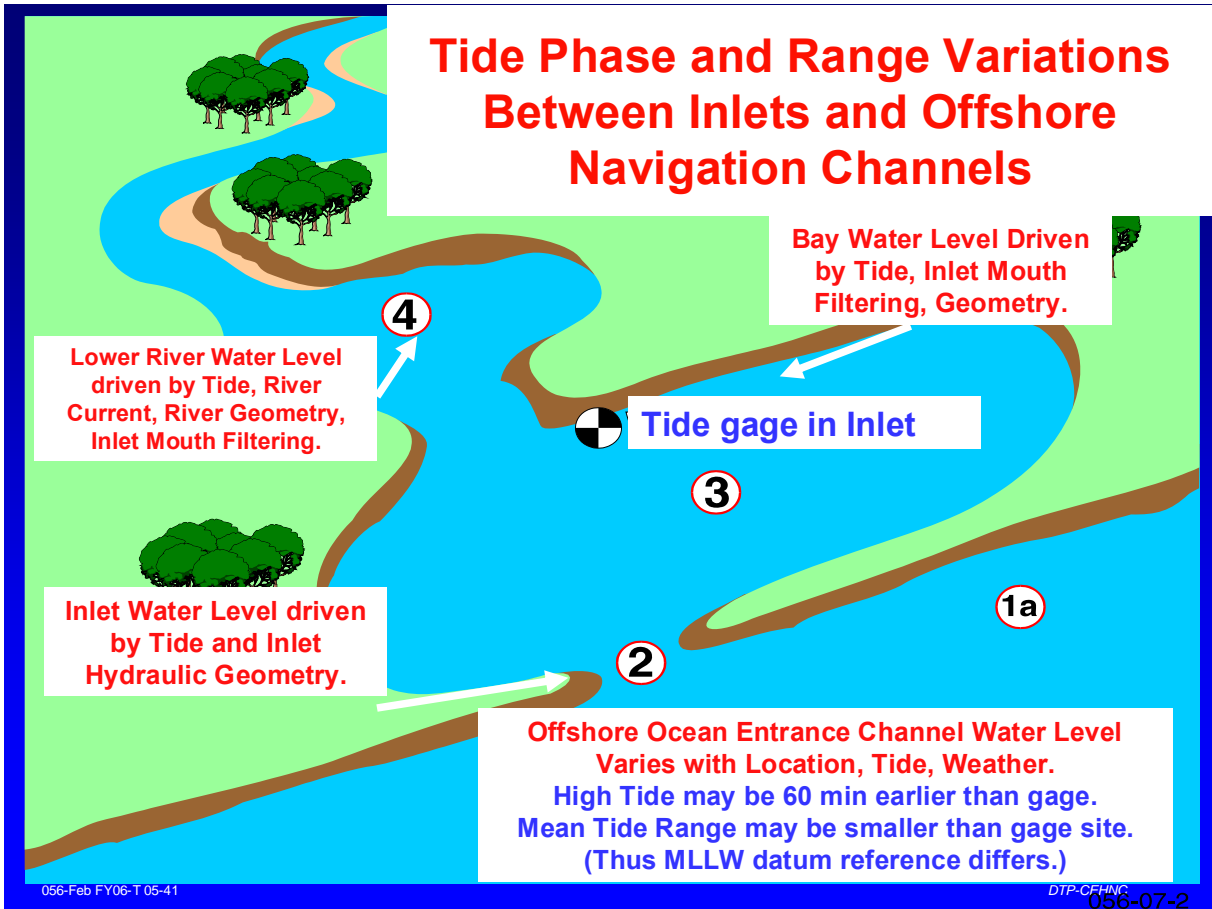 Tide Phase and Range Variations
Between Inlets and Offshore
Navigation Channels
Bay Water Level Driven
by Tide, Inlet Mouth
Filtering, Geometry.
4
Lower River Water Level
driven by Tide, River
Current, River Geometry,
Inlet Mouth Filtering.
Tide gage in Inlet
3
1a
Inlet Water Level driven
by Tide and Inlet
Hydraulic Geometry.
2
Offshore Ocean Entrance Channel Water Level
Varies with Location, Tide, Weather.
High Tide may be 60 min earlier than gage.
Mean Tide Range may be smaller than gage site.
(Thus MLLW datum reference differs.)
056-Feb FY06-T 05-41
DTP-CEHNC
056-07-2